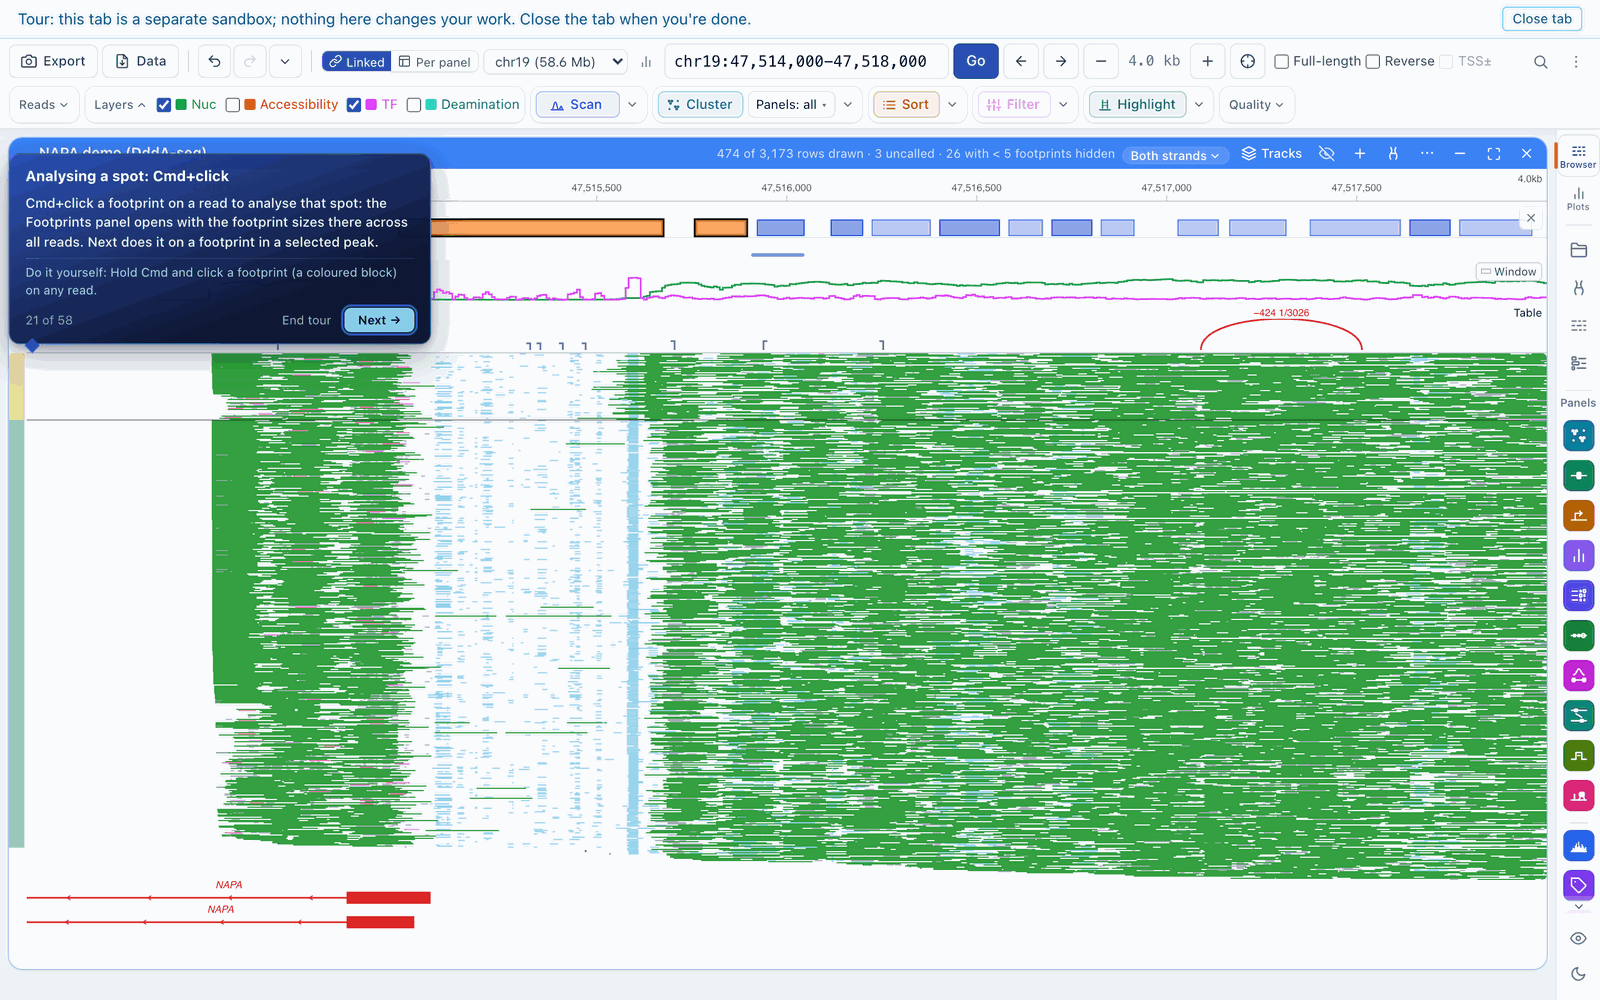 Tour: this tab is a separate sandbox; nothing here changes your work. Close the tab when you're done.
Close tab
Export
Data
Linked
Per panel
chr19 (58.6 Mb)
chr19:47,514,000–47,518,000
Go
4.0 kb
Full-length
Reverse
TSS±
Reads
Layers
Nuc
Accessibility
TF
Deamination
Scan
Cluster
Panels: all
Sort
Filter
Highlight
Quality
NAPA demo (DddA-seq)
474 of 3,173 rows drawn · 3 uncalled · 26 with < 5 footprints hidden
Both strands
Tracks
Analysing a spot: Cmd+click
Cmd+click a footprint on a read to analyse that spot: the
Footprints panel opens with the footprint sizes there across
all reads. Next does it on a footprint in a selected peak.
Do it yourself: Hold Cmd and click a footprint (a coloured block)
on any read.
21 of 58
End tour
Next →
47,515,500
47,516,000
47,516,500
47,517,000
47,517,500
4.0kb
Window
Table
−424 1/3026
NAPA
NAPA
Browser
Plots
Panels